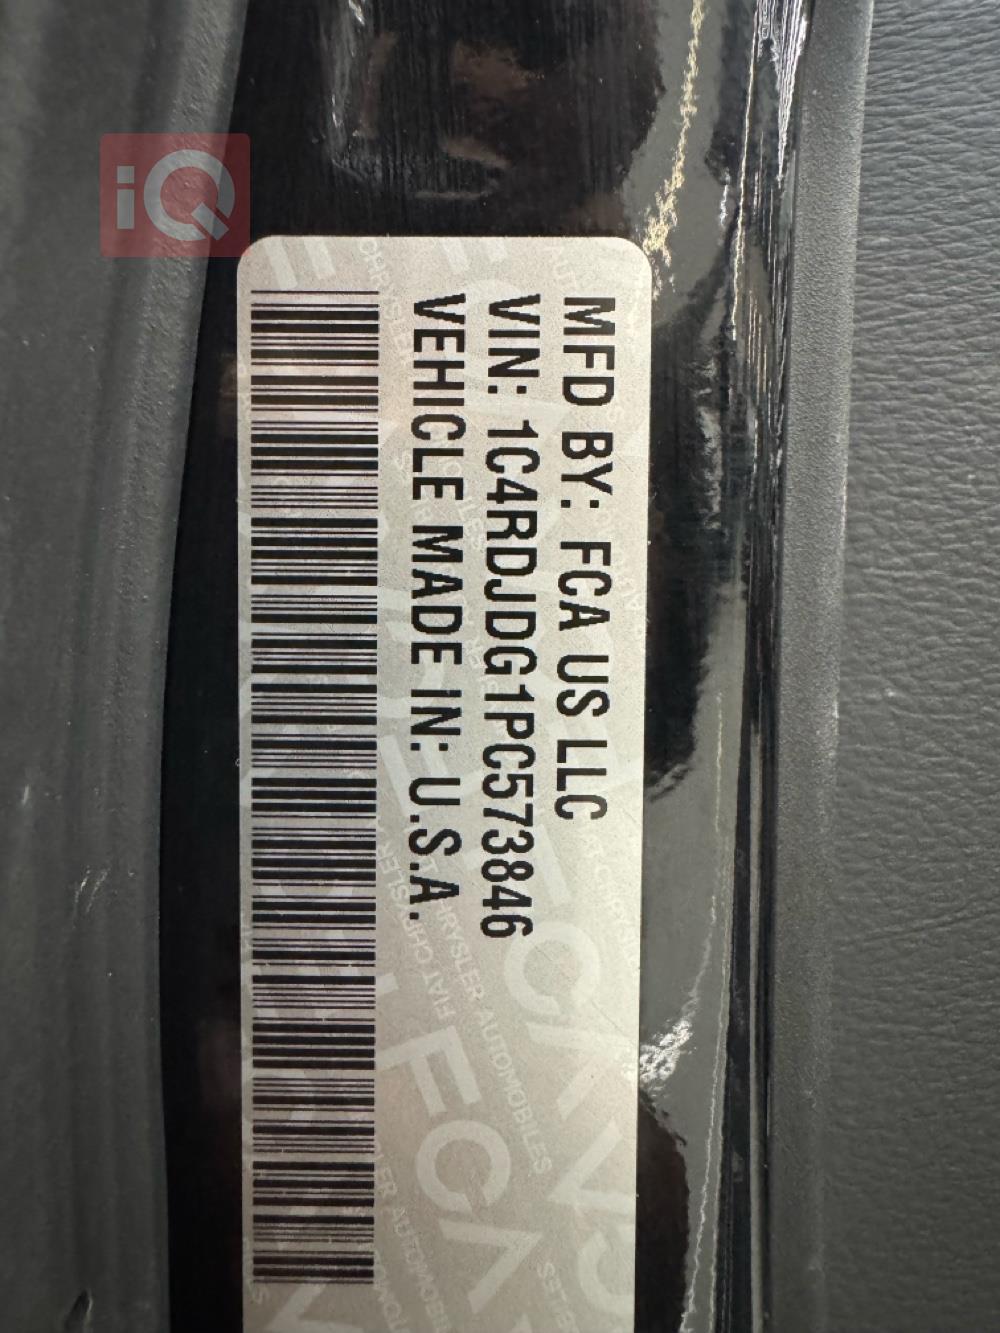 iQ
MFD BY: FCA US LLC
VIN: 1C4RDJDG1PC573846
VEHICLE MADE IN: U.S.A.